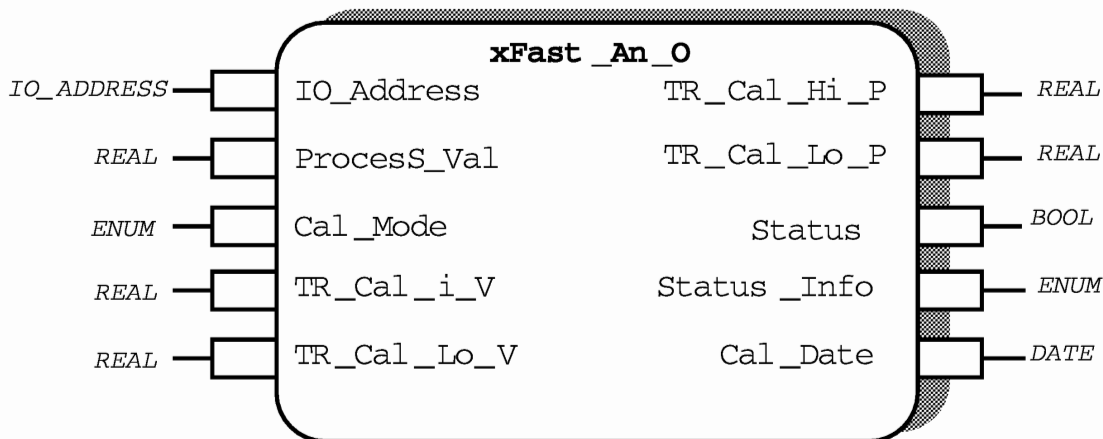 xFast _An _O
IO_ADDRESS IO_Address TR_Cal_Hi_P REAL
REAL ProcesS_Val TR_Cal_Lo_P REAL
ENUM Cal_Mode Status BOOL
REAL TR_Cal_i_V Status _Info ENUM
REAL TR_Cal_Lo_V Cal_Date DATE